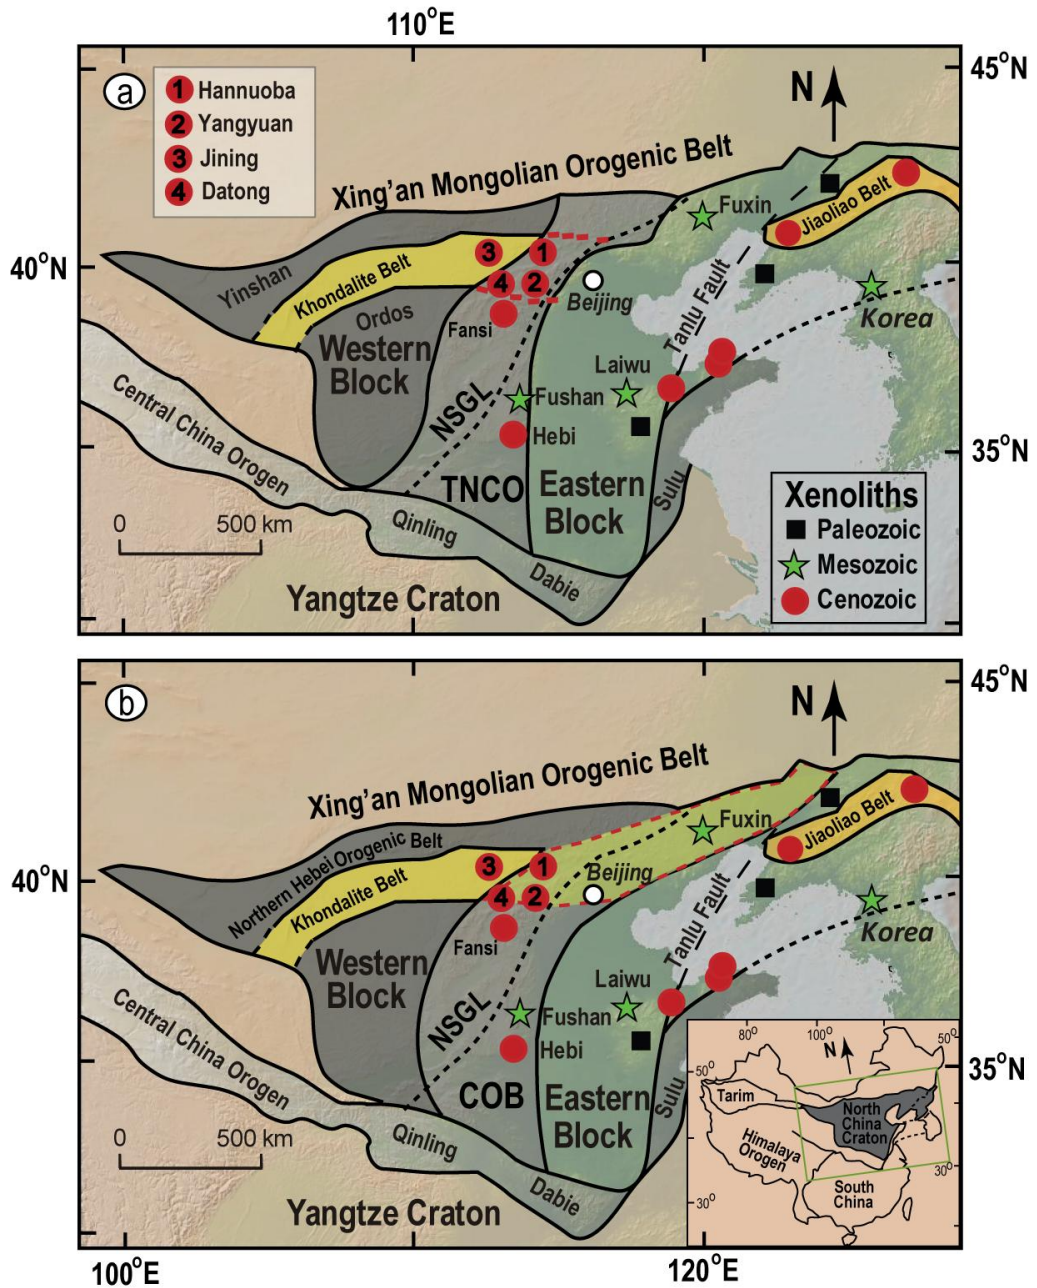 110°E
a
1 Hannuoba
2 Yangyuan
3 Jining
4 Datong
N
45°N
Xing'an Mongolian Orogenic Belt
Fuxin
Jiaoliao Belt
40°N
Yinshan
Khondalite Belt
3
1
4
2
Beijing
Tanlu Fault
Korea
Ordos
Fansi
Western
Block
Laiwu
Fushan
NSGL
Hebi
Central China Orogen
35°N
TNCO
Eastern
Block
Sulu
Xenoliths
Paleozoic
Mesozoic
Cenozoic
0 500 km
Qinling
Dabie
Yangtze Craton
b
N
45°N
Xing'an Mongolian Orogenic Belt
Fuxin
Jiaoliao Belt
40°N
Northern Hebei Orogenic Belt
Khondalite Belt
3
1
4
2
Beijing
Tanlu Fault
Korea
Fansi
Western
Block
Laiwu
Fushan
NSGL
Hebi
Central China Orogen
35°N
COB
Eastern
Block
Sulu
0 500 km
Qinling
Dabie
Yangtze Craton
80°
100°
N
50°
50°
Tarim
North
China
Craton
Himalaya
Orogen
30°
South
China
30°
100°E
120°E